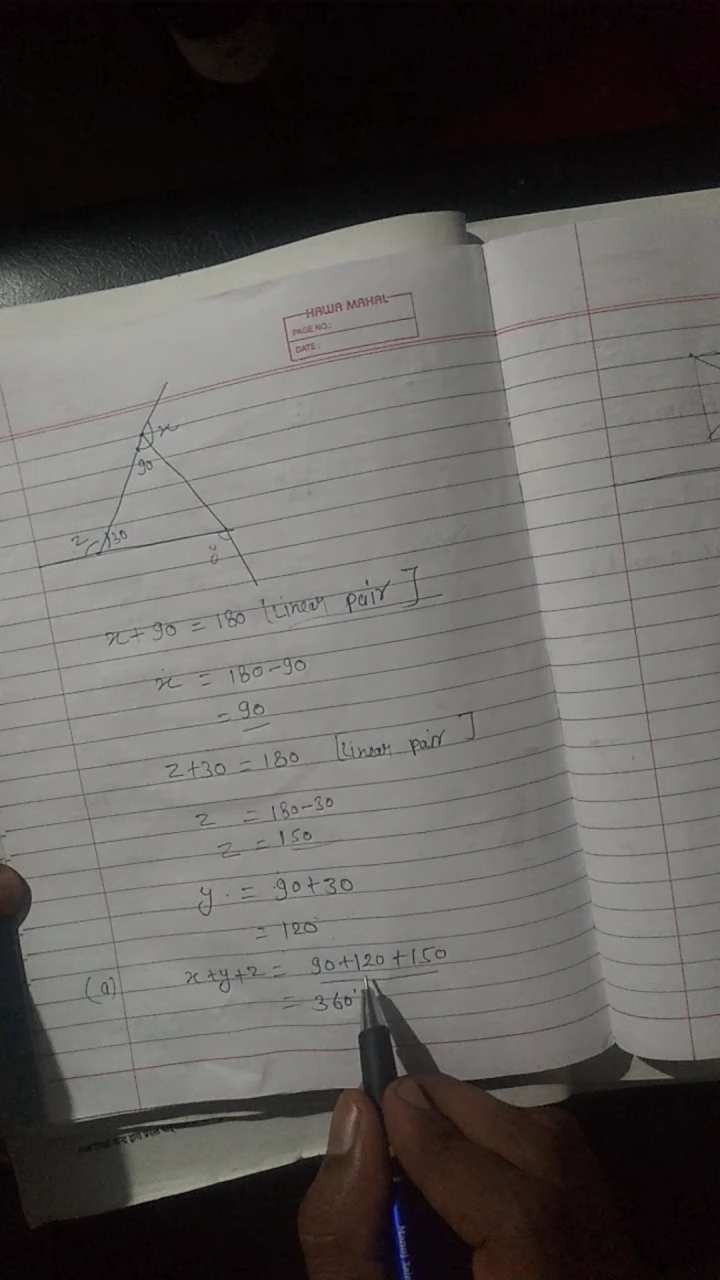 HAWA MAHAL
PAGE NO.:
DATE:
x
90
z 30
y
x + 90 = 180 [Linear pair]
x = 180 - 90
= 90
z + 30 = 180 [Linear pair]
z = 180 - 30
z = 150
y = 90 + 30
= 120
(a) x + y + z = 90 + 120 + 150
= 360°